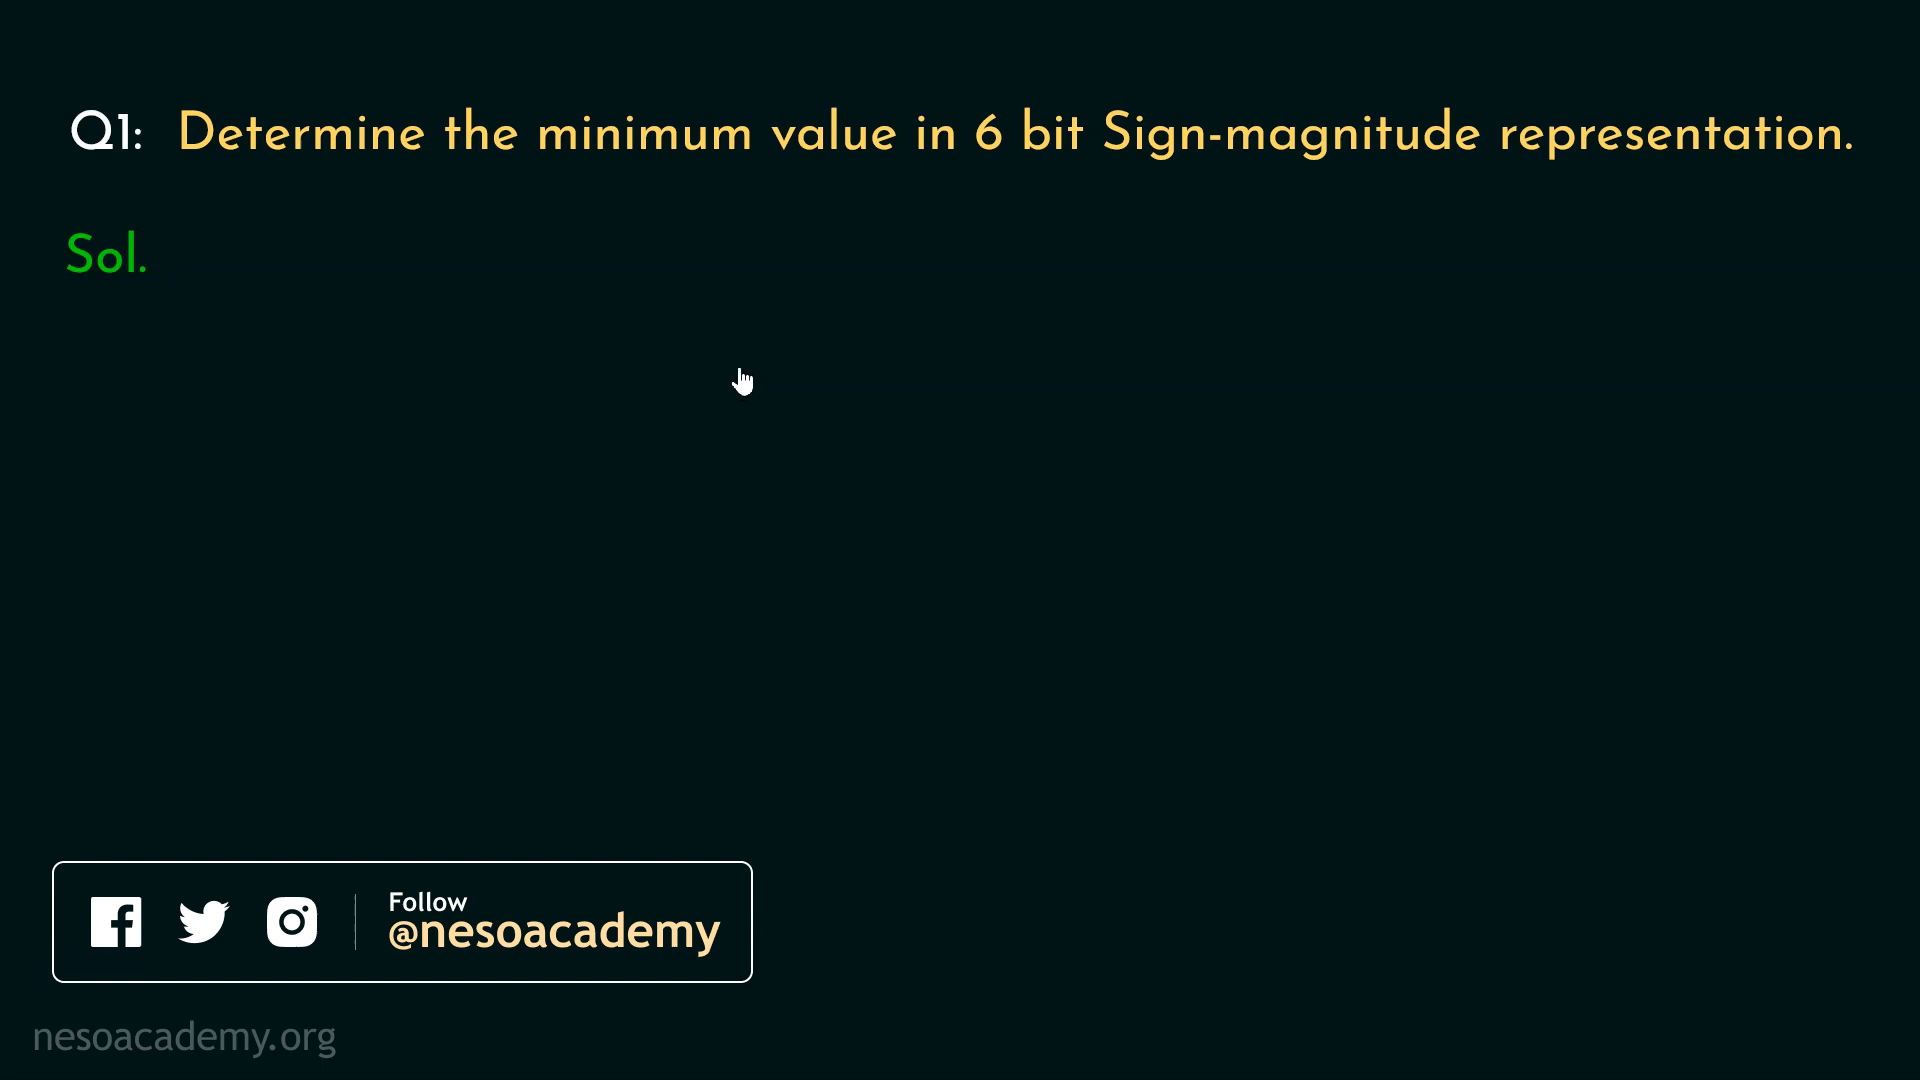 Q1: Determine the minimum value in 6 bit Sign-magnitude representation.
Sol.
Follow
@nesoacademy
nesoacademy.org